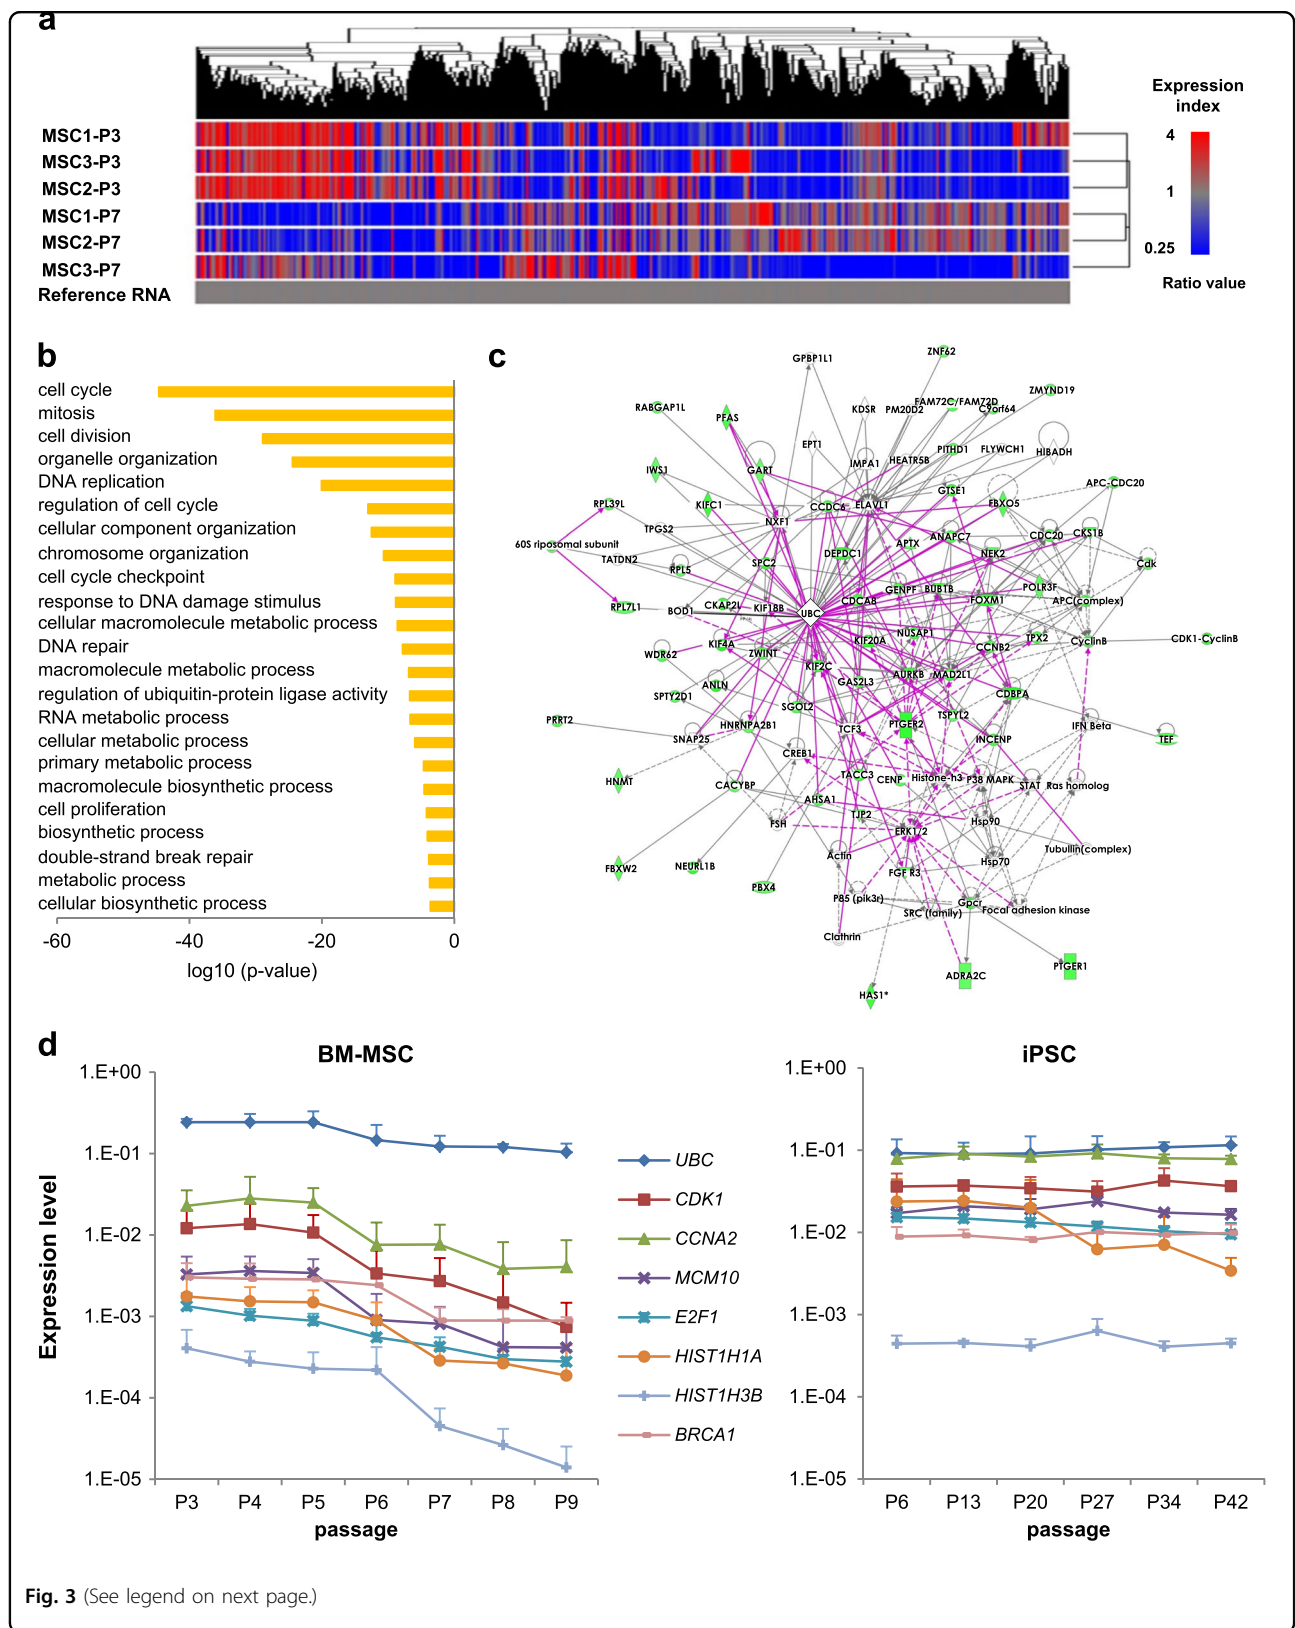 a
Expression
index
4
1
0.25
Ratio value
MSC1-P3
MSC3-P3
MSC2-P3
MSC1-P7
MSC2-P7
MSC3-P7
Reference RNA
b
cell cycle
mitosis
cell division
organelle organization
DNA replication
regulation of cell cycle
cellular component organization
chromosome organization
cell cycle checkpoint
response to DNA damage stimulus
cellular macromolecule metabolic process
DNA repair
macromolecule metabolic process
regulation of ubiquitin-protein ligase activity
RNA metabolic process
cellular metabolic process
primary metabolic process
macromolecule biosynthetic process
cell proliferation
biosynthetic process
double-strand break repair
metabolic process
cellular biosynthetic process
-60 -40 -20 0
log10 (p-value)
c
GPBP1L1
ZNF62
ZMYND19
RABGAP1L
PFAS
KDSR
PM20D2
FAM72C/FAM72D
C9orf64
EPT1
IMPA1
HEATR5B
PITHD1
FLYWCH1
HIBADH
IWS1
GART
GTSE1
APC-CDC20
RPL39L
KIFC1
CCDC6
ELAVL1
FBXO5
TPGS2
NXF1
60S riposomal subunit
TATDN2
RPL5
SPC2
DEPDC1
APTX
ANAPC7
NEK2
CDC20
CKS1B
Cdk
RPL7L1
BOD1
CKAP2L
KIF18B
UBC
CDCA8
GENPF
BUB1B
FOXM1
POLR3F
APC(complex)
WDR62
KIF4A
ZWINT
KIF20A
NUSAP1
CCNB2
TPX2
CyclinB
CDK1-CyclinB
KIF2C
SPTY2D1
ANLN
GAS2L3
AURKB
MAD2L1
CDBPA
SGOL2
PRRT2
SNAP25
HNRNPA2B1
TCF3
PTGER2
TSPYL2
INCENP
IFN Beta
TEF
CREB1
HNMT
CACYBP
TACC3
CENP
Histone-h3
P38 MAPK
STAT
Ras homolog
AHSA1
FSH
TJP2
ERK1/2
Hsp90
Actin
Hsp70
Tubullin(complex)
FBXW2
NEURL1B
PBX4
FGF R3
P85 (pik3r)
SRC (family)
Gpcr
Focal adhesion kinase
Clathrin
ADRA2C
PTGER1
HAS1*
d
BM-MSC
Expression level
1.E+00
1.E-01
1.E-02
1.E-03
1.E-04
1.E-05
P3 P4 P5 P6 P7 P8 P9
passage
UBC
CDK1
CCNA2
MCM10
E2F1
HIST1H1A
HIST1H3B
BRCA1
iPSC
1.E+00
1.E-01
1.E-02
1.E-03
1.E-04
1.E-05
P6 P13 P20 P27 P34 P42
passage
Fig. 3 (See legend on next page.)